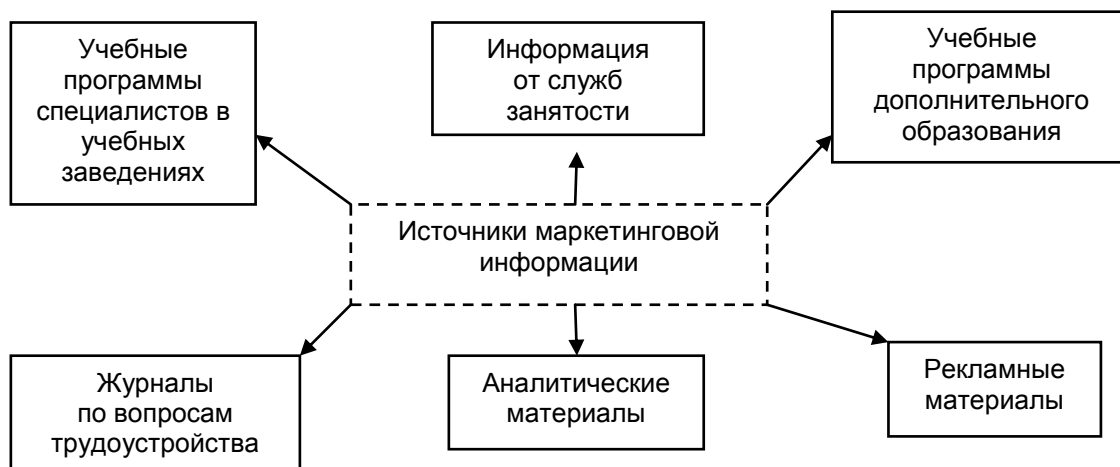 Учебные
программы
специалистов в
учебных
заведениях
Информация
от служб
занятости
Учебные
программы
дополнительного
образования
Источники маркетинговой
информации
Журналы
по вопросам
трудоустройства
Аналитические
материалы
Рекламные
материалы